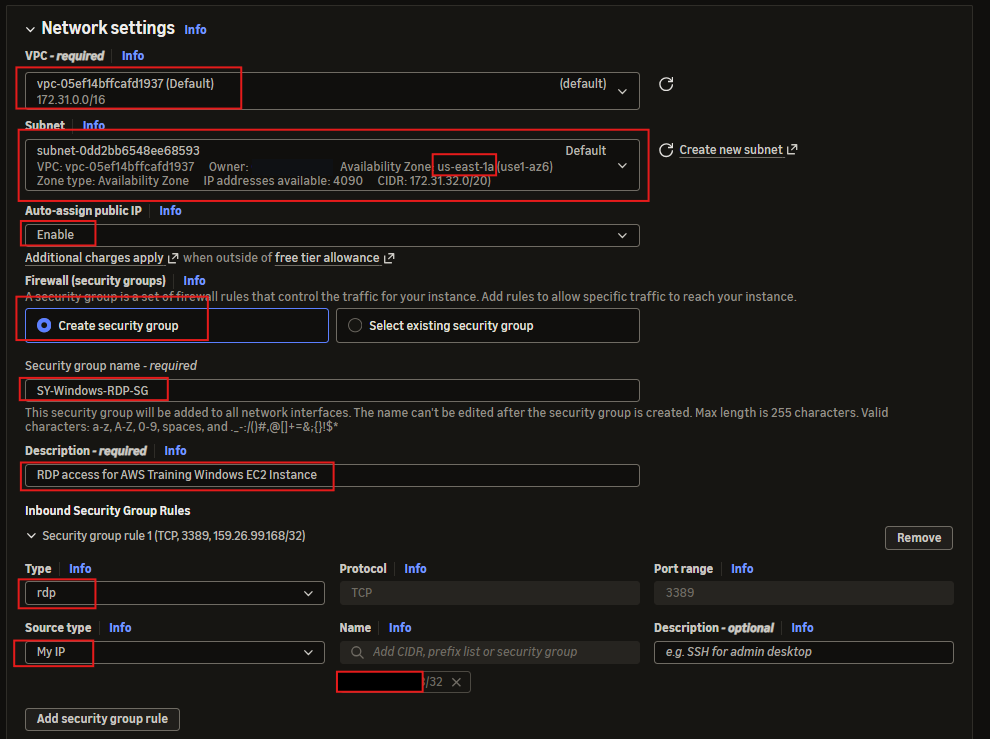 Network settings Info
VPC - required Info
vpc-05ef14bffcafd1937 (Default) (default)
172.31.0.0/16
Subnet Info
subnet-0dd2bb6548ee68593 Default
VPC: vpc-05ef14bffcafd1937 Owner: Availability Zone us-east-1a (use1-az6)
Zone type: Availability Zone IP addresses available: 4090 CIDR: 172.31.32.0/20)
Create new subnet
Auto-assign public IP Info
Enable
Additional charges apply when outside of free tier allowance
Firewall (security groups) Info
A security group is a set of firewall rules that control the traffic for your instance. Add rules to allow specific traffic to reach your instance.
Create security group Select existing security group
Security group name - required
SY-Windows-RDP-SG
This security group will be added to all network interfaces. The name can't be edited after the security group is created. Max length is 255 characters. Valid
characters: a-z, A-Z, 0-9, spaces, and ._-:/()#,@[]+=&;{}!$*
Description - required Info
RDP access for AWS Training Windows EC2 Instance
Inbound Security Group Rules
Security group rule 1 (TCP, 3389, 159.26.99.168/32) Remove
Type Info Protocol Info Port range Info
rdp TCP 3389
Source type Info Name Info Description - optional Info
My IP Add CIDR, prefix list or security group e.g. SSH for admin desktop
/32
Add security group rule